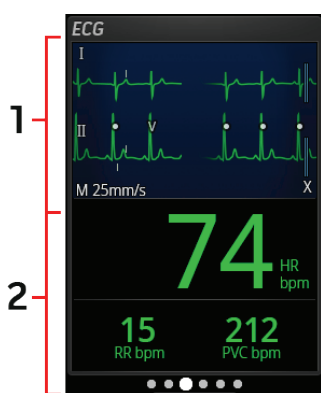 ECG
I
1
II
V
M 25mm/s X
74 HR bpm
2
15 212
RR bpm PVC bpm